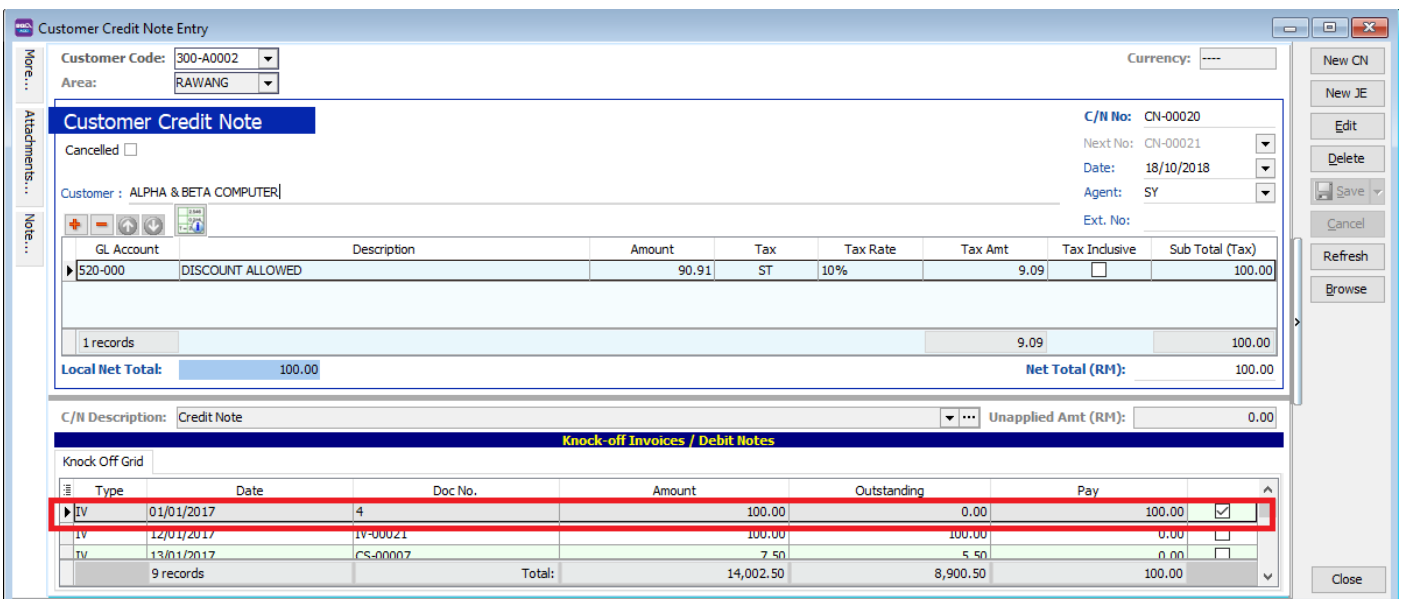 Customer Credit Note Entry
More... Customer Code: 300-A0002 Currency: ---- New CN
Area: RAWANG New JE
Attachments... Customer Credit Note C/N No: CN-00020 Edit
Cancelled Next No: CN-00021
Date: 18/10/2018 Delete
Customer : ALPHA & BETA COMPUTER Agent: SY Save
Note... Ext. No: Cancel
GL Account Description Amount Tax Tax Rate Tax Amt Tax Inclusive Sub Total (Tax) Refresh
520-000 DISCOUNT ALLOWED 90.91 ST 10% 9.09 100.00
Browse
1 records 9.09 100.00
Local Net Total: 100.00 Net Total (RM): 100.00
C/N Description: Credit Note Unapplied Amt (RM): 0.00
Knock-off Invoices / Debit Notes
Knock Off Grid
Type Date Doc No. Amount Outstanding Pay
IV 01/01/2017 4 100.00 0.00 100.00
IV 12/01/2017 IV-00021 100.00 100.00 0.00
IV 13/01/2017 CS-00007 7.50 5.50 0.00
9 records Total: 14,002.50 8,900.50 100.00 Close